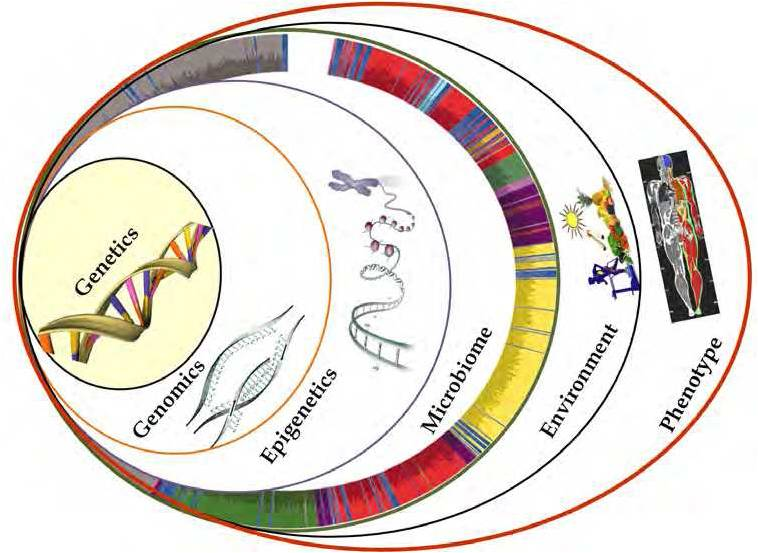 Genetics
Genomics
Epigenetics
Microbiome
Environment
Phenotype